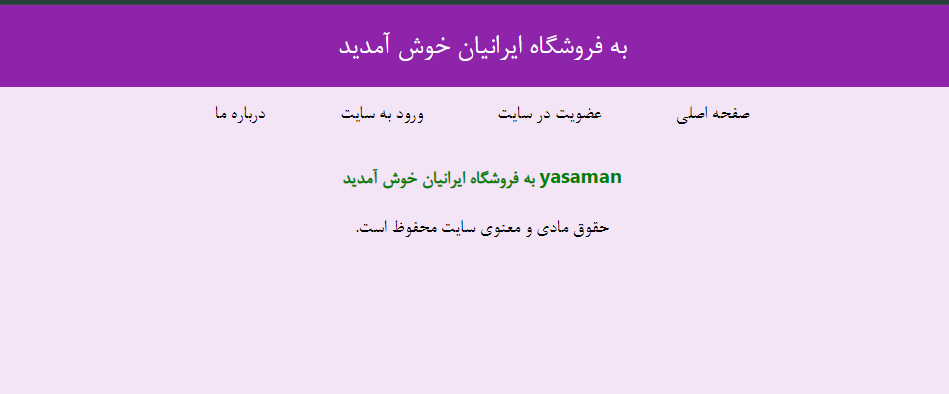 به فروشگاه ایرانیان خوش آمدید
صفحه اصلی عضویت در سایت ورود به سایت درباره ما
yasaman به فروشگاه ایرانیان خوش آمدید
حقوق مادی و معنوی سایت محفوظ است.